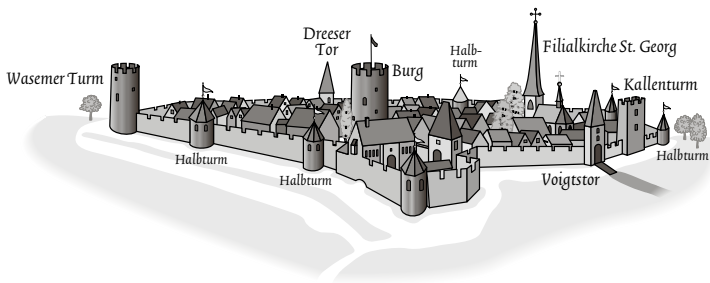 Dreeser
Tor
Halb-
turm
Filialkirche St. Georg
Wasemer Turm
Burg
Kallenturm
Halbturm
Halbturm
Halbturm
Voigtstor